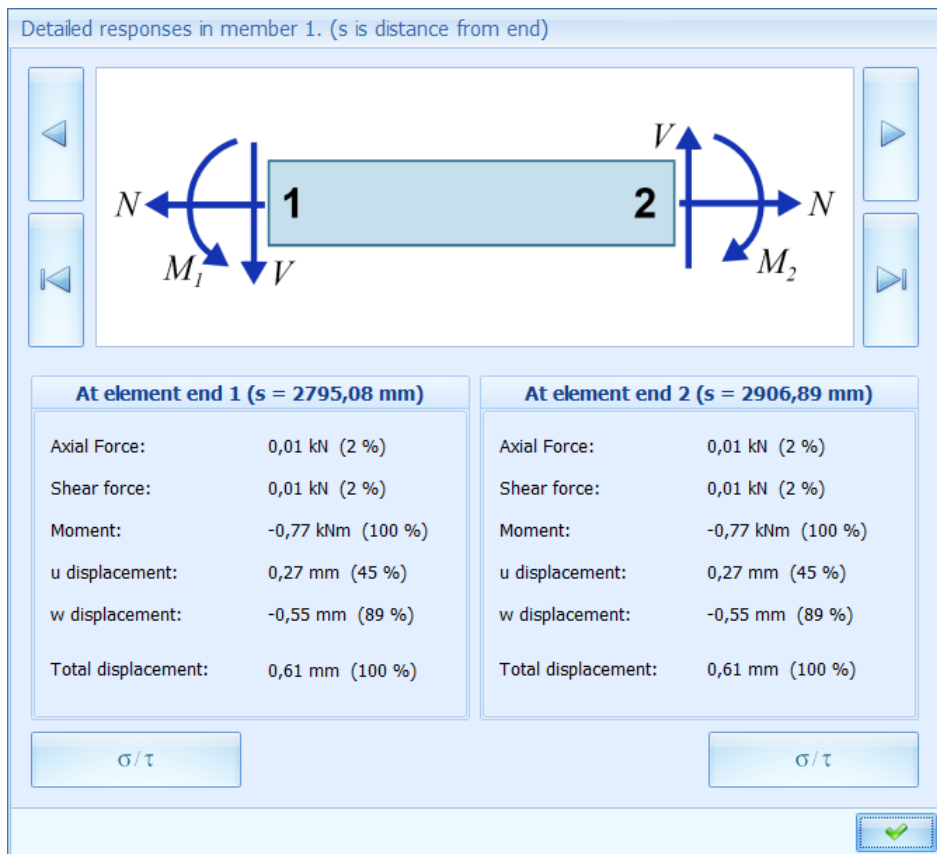 Detailed responses in member 1. (s is distance from end)
V
N 1 2 N
M1 V M2
At element end 1 (s = 2795,08 mm)
Axial Force: 0,01 kN (2 %)
Shear force: 0,01 kN (2 %)
Moment: -0,77 kNm (100 %)
u displacement: 0,27 mm (45 %)
w displacement: -0,55 mm (89 %)
Total displacement: 0,61 mm (100 %)
σ/τ
At element end 2 (s = 2906,89 mm)
Axial Force: 0,01 kN (2 %)
Shear force: 0,01 kN (2 %)
Moment: -0,77 kNm (100 %)
u displacement: 0,27 mm (45 %)
w displacement: -0,55 mm (89 %)
Total displacement: 0,61 mm (100 %)
σ/τ